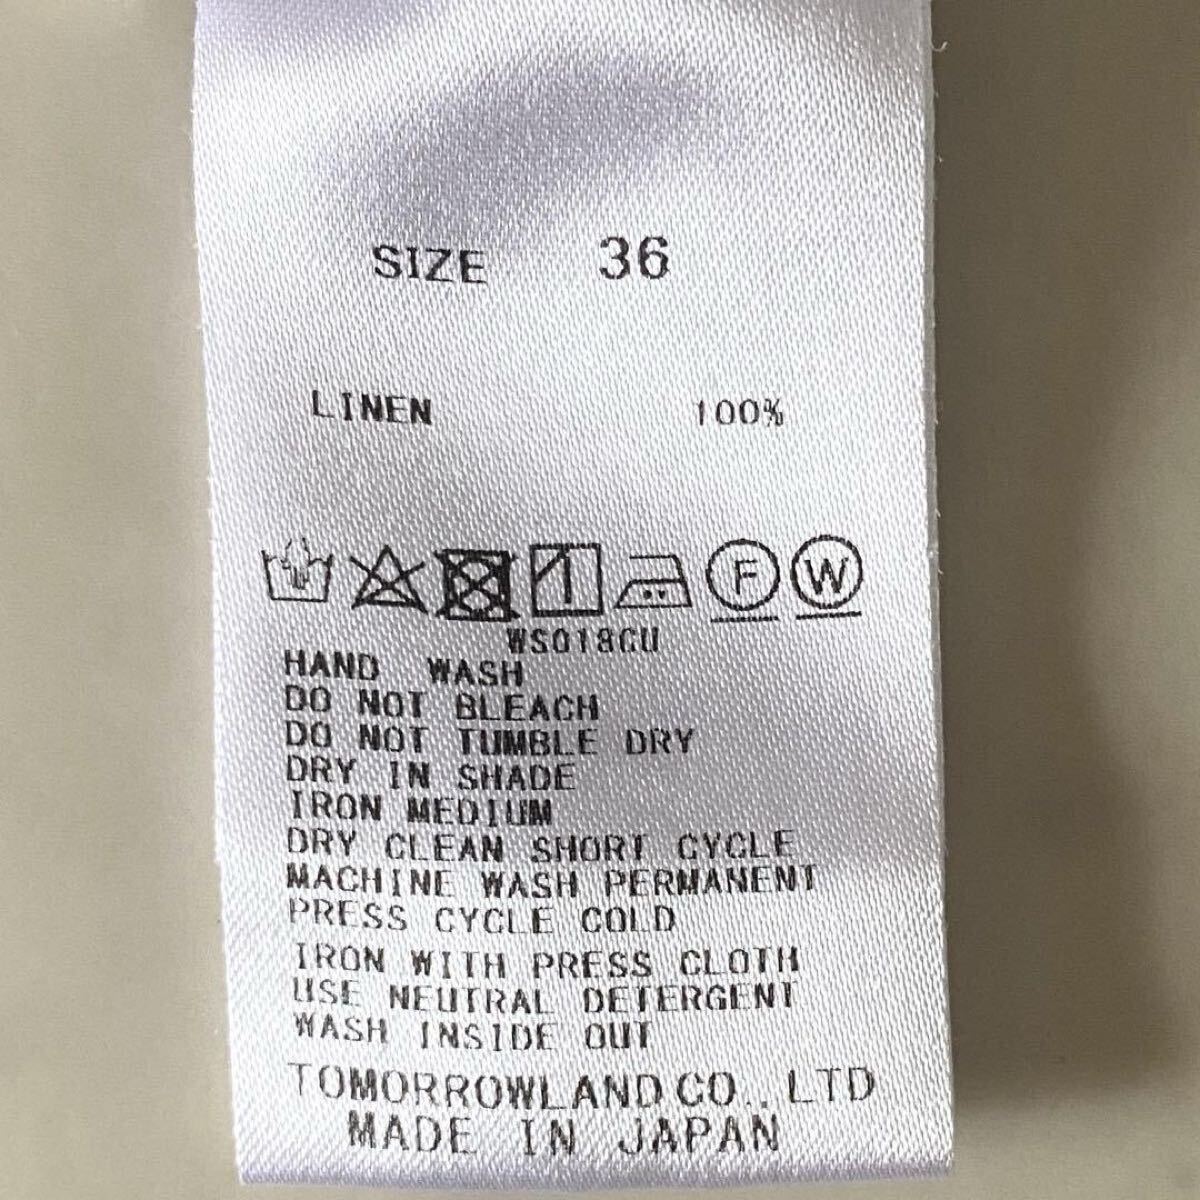 SIZE 36
LINEN 100%
F W
WS018CU
HAND WASH
DO NOT BLEACH
DO NOT TUMBLE DRY
DRY IN SHADE
IRON MEDIUM
DRY CLEAN SHORT CYCLE
MACHINE WASH PERMANENT
PRESS CYCLE COLD
IRON WITH PRESS CLOTH
USE NEUTRAL DETERGENT
WASH INSIDE OUT
TOMORROWLAND CO., LTD
MADE IN JAPAN